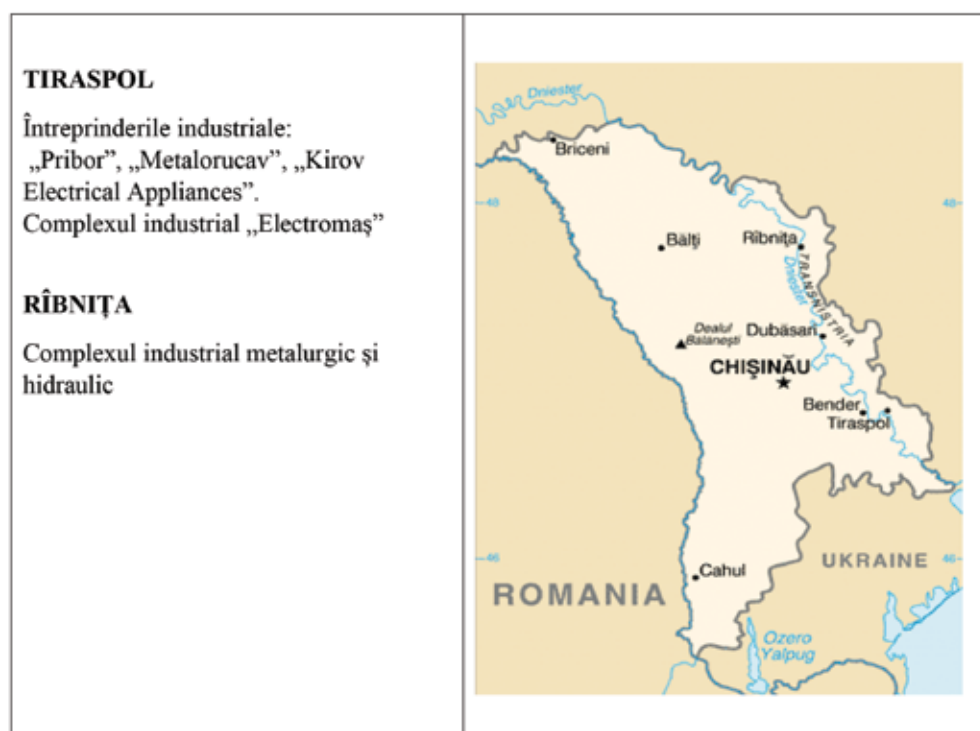 TIRASPOL
Întreprinderile industriale:
„Pribor”, „Metalorucav”, „Kirov
Electrical Appliances”.
Complexul industrial „Electromaş”
RÎBNIŢA
Complexul industrial metalurgic şi
hidraulic
Dniester
Briceni
48
48
Bălţi
Rîbniţa
TRANSNISTRIA
Dniester
Dealul
Bălăneşti
Dubăsari
CHIŞINĂU
Bender
Tiraspol
46
46
UKRAINE
Cahul
ROMANIA
Ozero
Yalpug